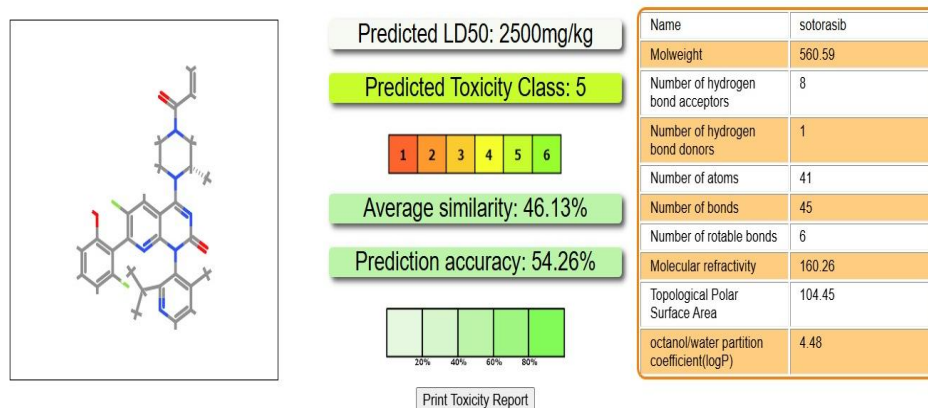 Predicted LD50: 2500mg/kg
Predicted Toxicity Class: 5
1 2 3 4 5 6
Average similarity: 46.13%
Prediction accuracy: 54.26%
20% 40% 60% 80%
Print Toxicity Report
Name sotorasib
Molweight 560.59
Number of hydrogen
bond acceptors 8
Number of hydrogen
bond donors 1
Number of atoms 41
Number of bonds 45
Number of rotable bonds 6
Molecular refractivity 160.26
Topological Polar
Surface Area 104.45
octanol/water partition
coefficient(logP) 4.48